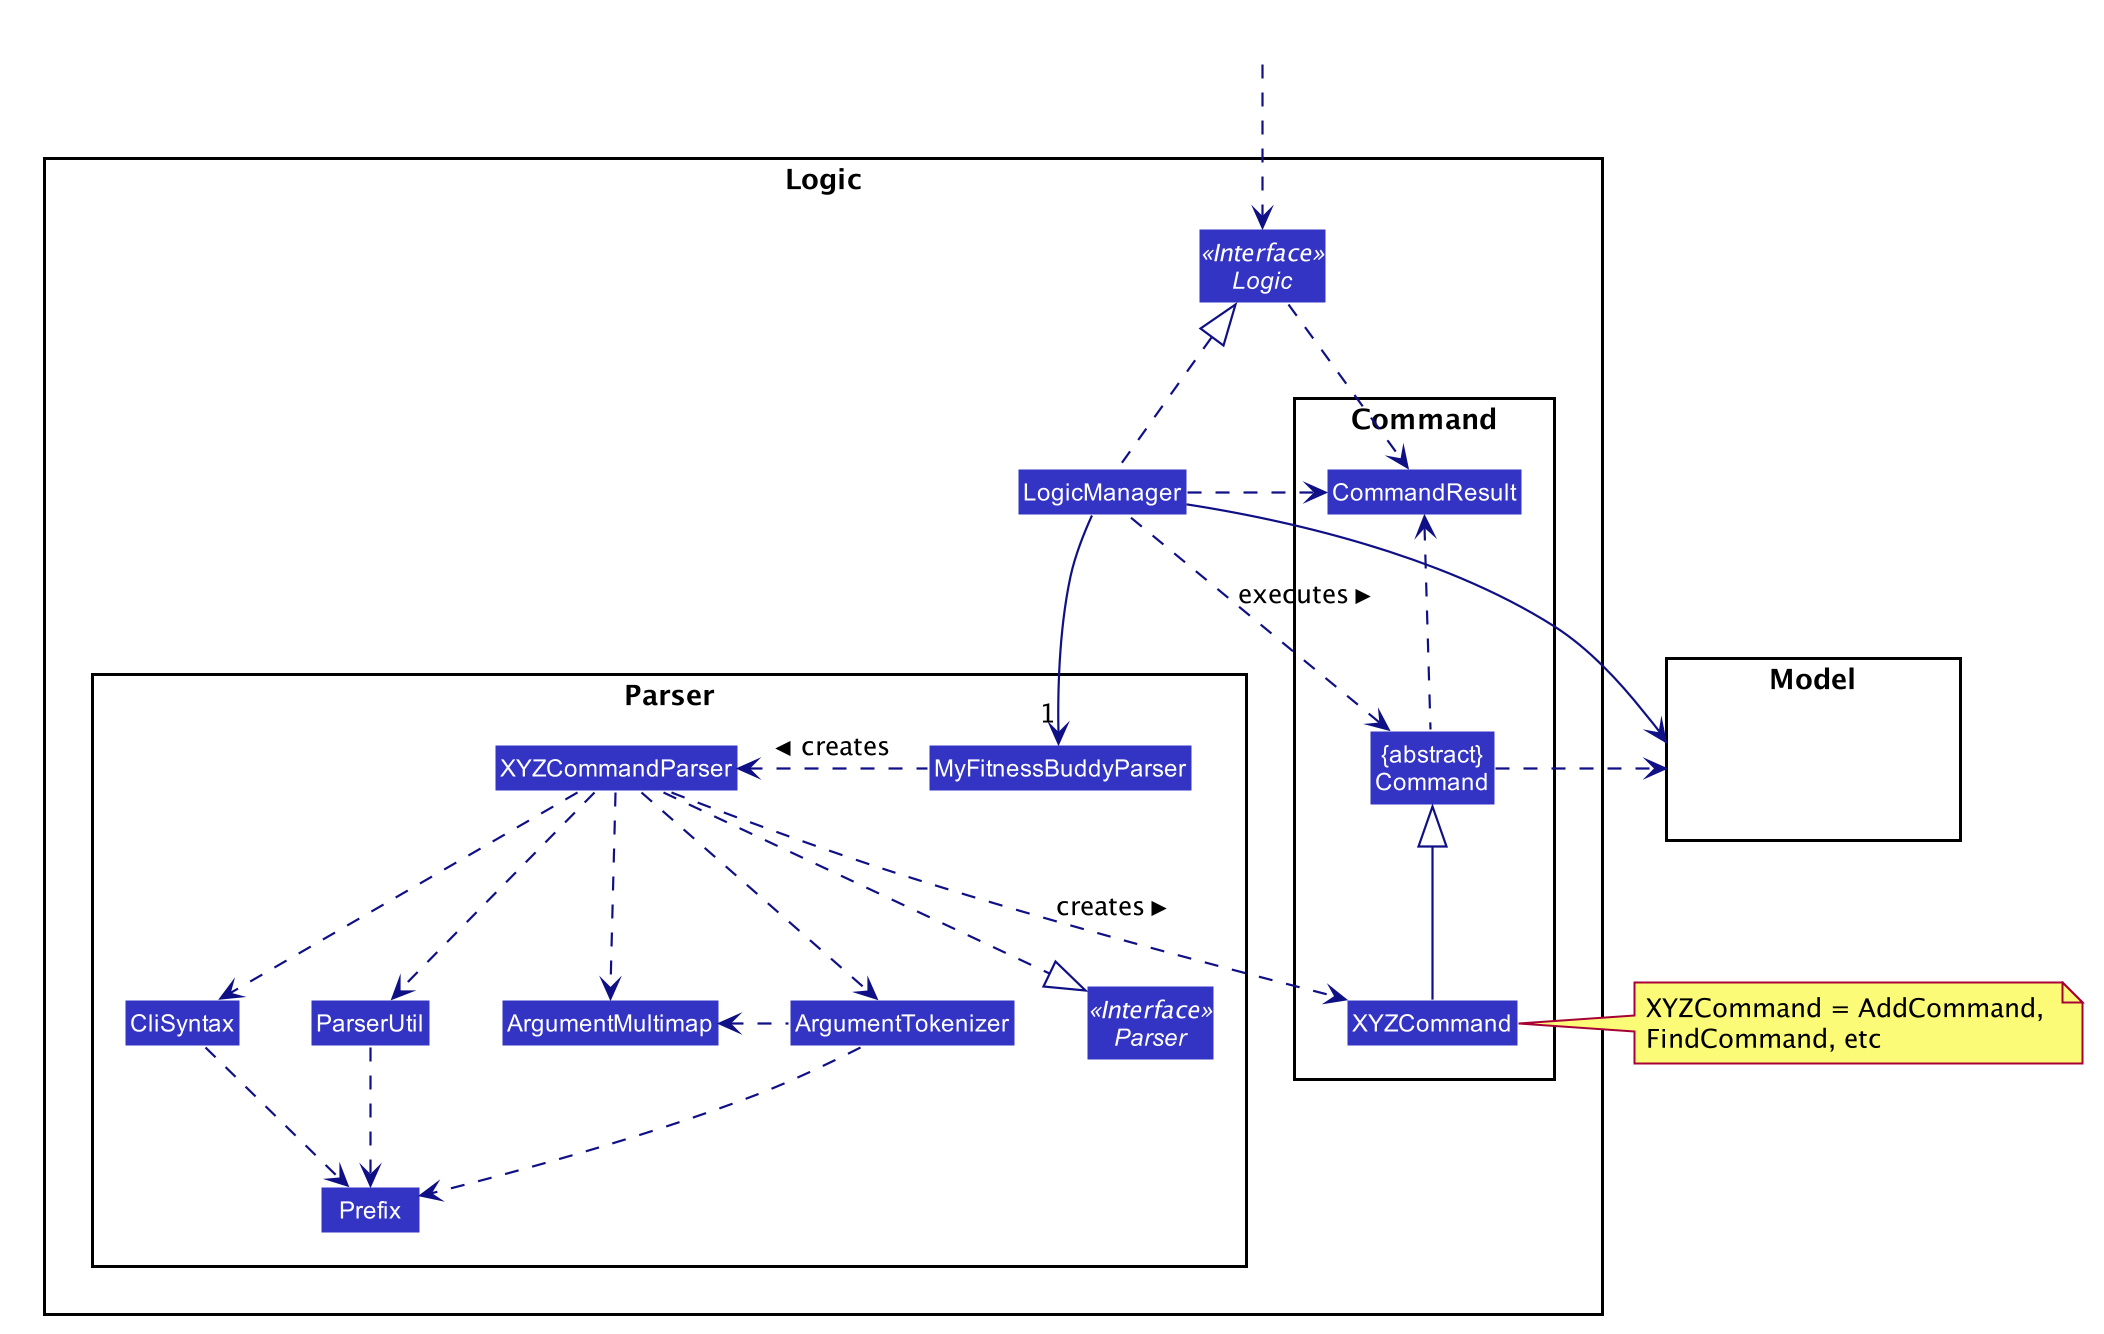 Logic
«Interface»
Logic
Command
LogicManager
CommandResult
executes ►
Parser
1
Model
◄ creates
XYZCommandParser
MyFitnessBuddyParser
{abstract}
Command
creates ►
CliSyntax
ParserUtil
ArgumentMultimap
ArgumentTokenizer
«Interface»
Parser
XYZCommand
XYZCommand = AddCommand,
FindCommand, etc
Prefix